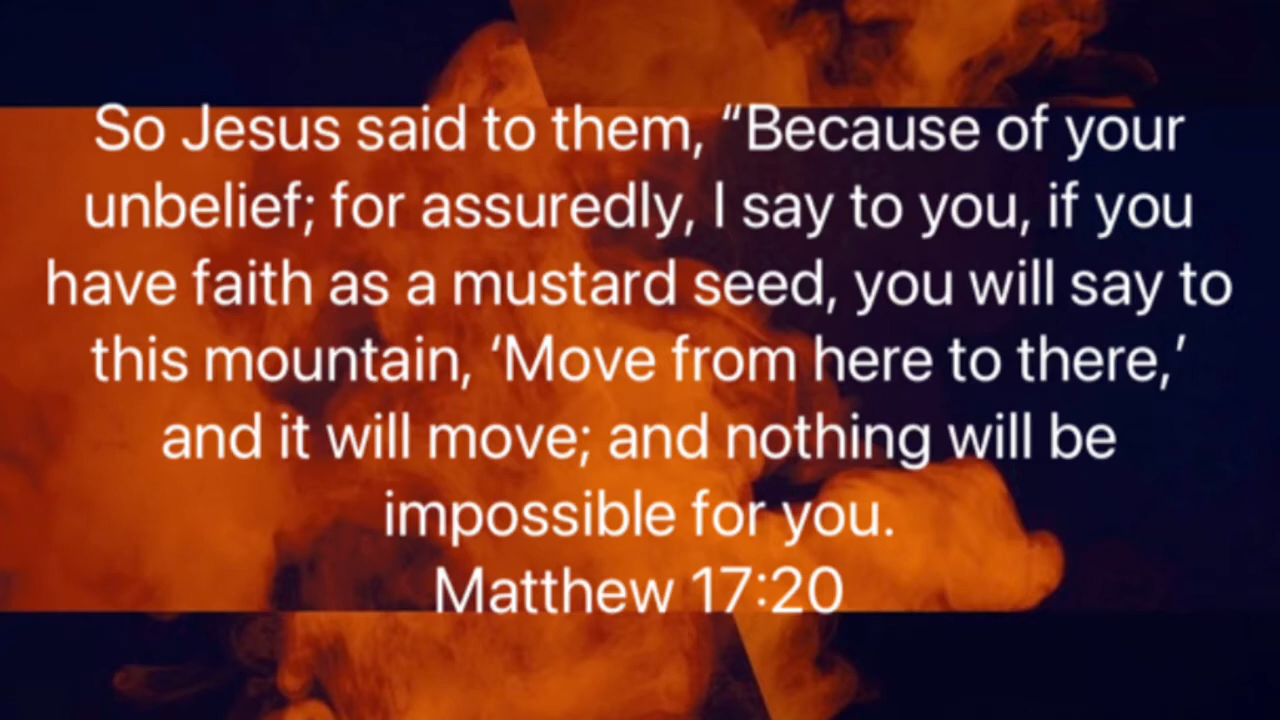 So Jesus said to them, “Because of your
unbelief; for assuredly, I say to you, if you
have faith as a mustard seed, you will say to
this mountain, ‘Move from here to there,’
and it will move; and nothing will be
impossible for you.
Matthew 17:20